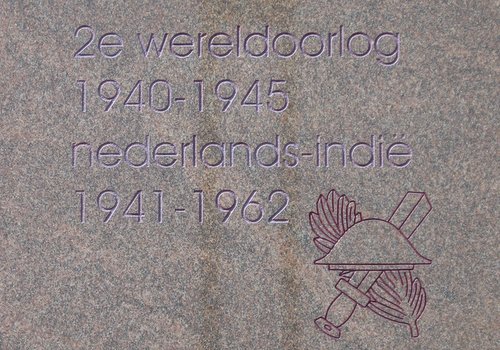 2e wereldoorlog
1940-1945
nederlands-indië
1941-1962